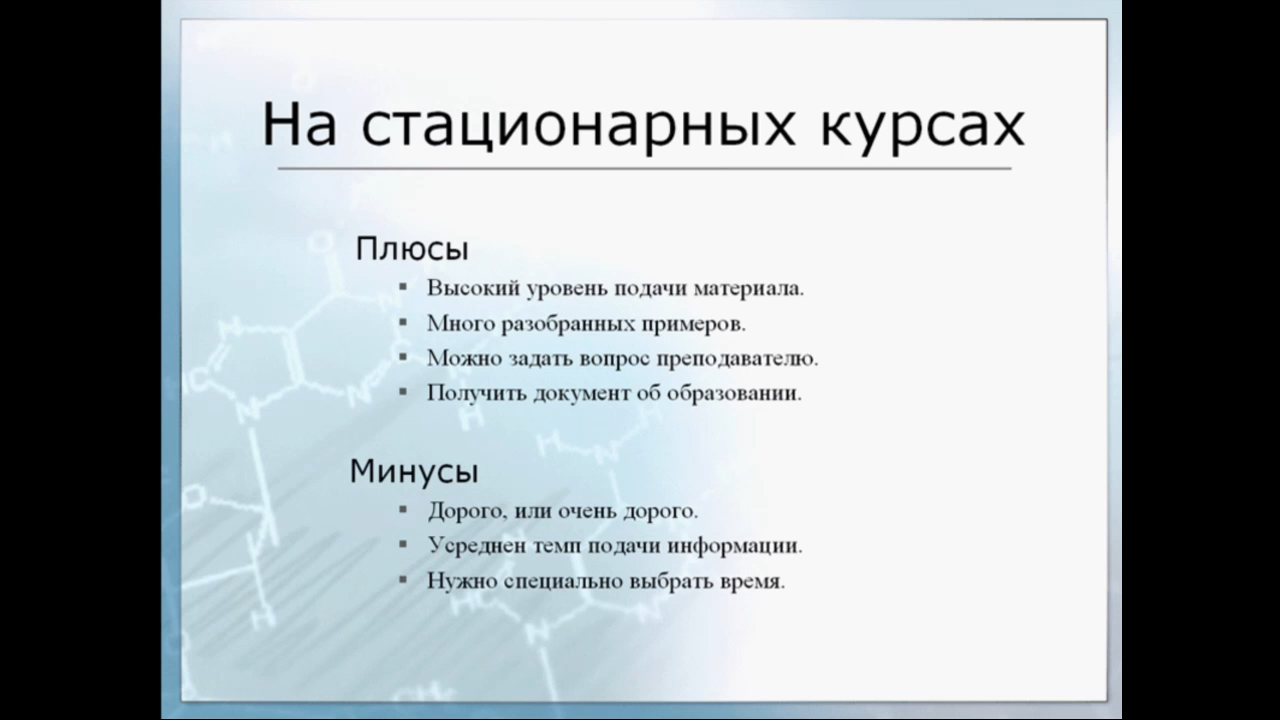 На стационарных курсах
Плюсы
Высокий уровень подачи материала.
Много разобранных примеров.
Можно задать вопрос преподавателю.
Получить документ об образовании.
Минусы
Дорого, или очень дорого.
Усреднен темп подачи информации.
Нужно специально выбрать время.